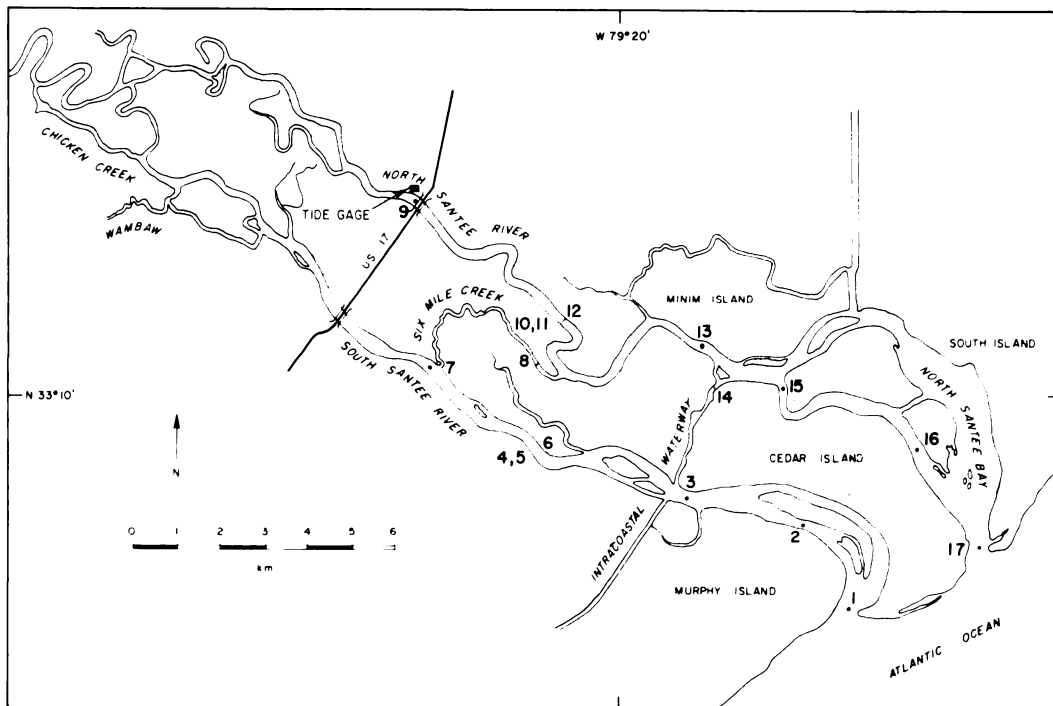 W 79°20'
CHICKEN CREEK
WAMBAW
NORTH
SANTEE RIVER
TIDE GAGE
9
US 17
SIX MILE CREEK
12
10,11
8
7
SOUTH SANTEE RIVER
N 33°10'
N
MINIM ISLAND
13
14
15
SOUTH ISLAND
NORTH SANTEE BAY
16
17
WATERWAY
CEDAR ISLAND
6
4,5
3
2
1
INTRACOASTAL
MURPHY ISLAND
ATLANTIC OCEAN
0 1 2 3 4 5 6
km